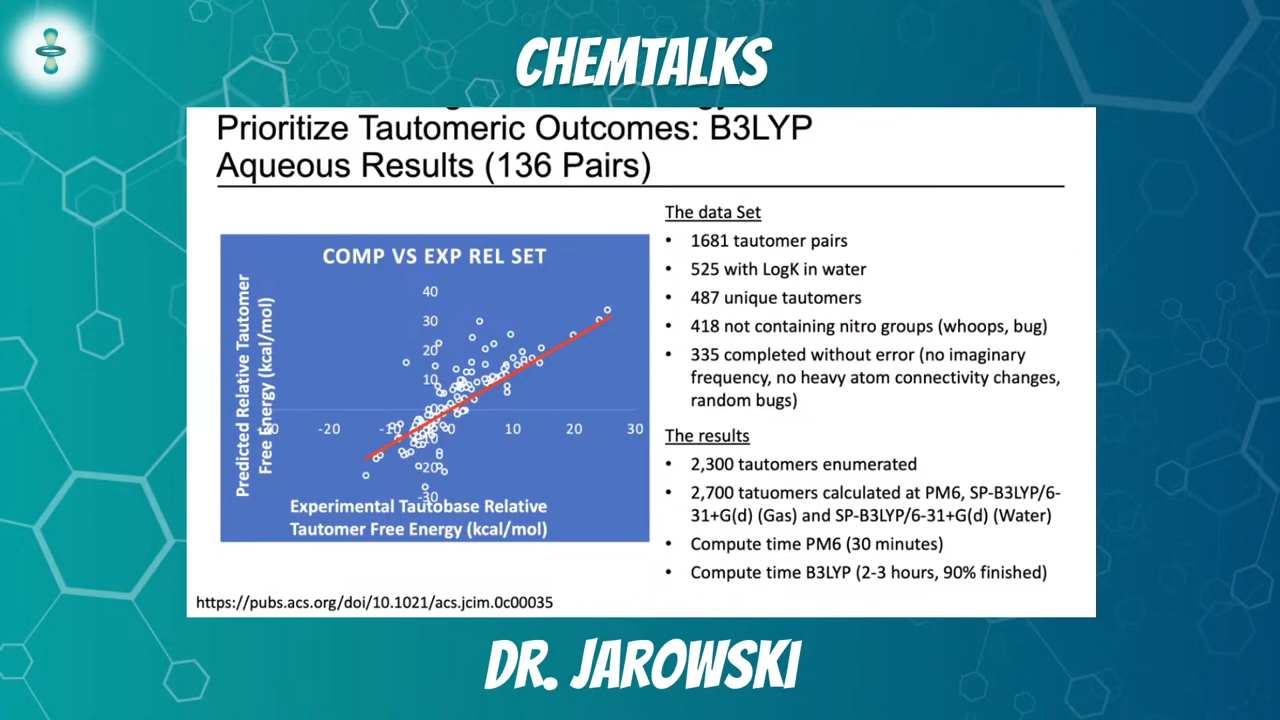 CHEMTALKS
Prioritize Tautomeric Outcomes: B3LYP
Aqueous Results (136 Pairs)
COMP VS EXP REL SET
Predicted Relative Tautomer
Free Energy (kcal/mol)
40
30
20
10
-20
-10
0
10
20
30
-20
-30
Experimental Tautobase Relative
Tautomer Free Energy (kcal/mol)
The data Set
• 1681 tautomer pairs
• 525 with LogK in water
• 487 unique tautomers
• 418 not containing nitro groups (whoops, bug)
• 335 completed without error (no imaginary
frequency, no heavy atom connectivity changes,
random bugs)
The results
• 2,300 tautomers enumerated
• 2,700 tatuomers calculated at PM6, SP-B3LYP/6-
31+G(d) (Gas) and SP-B3LYP/6-31+G(d) (Water)
• Compute time PM6 (30 minutes)
• Compute time B3LYP (2-3 hours, 90% finished)
https://pubs.acs.org/doi/10.1021/acs.jcim.0c00035
DR. JAROWSKI